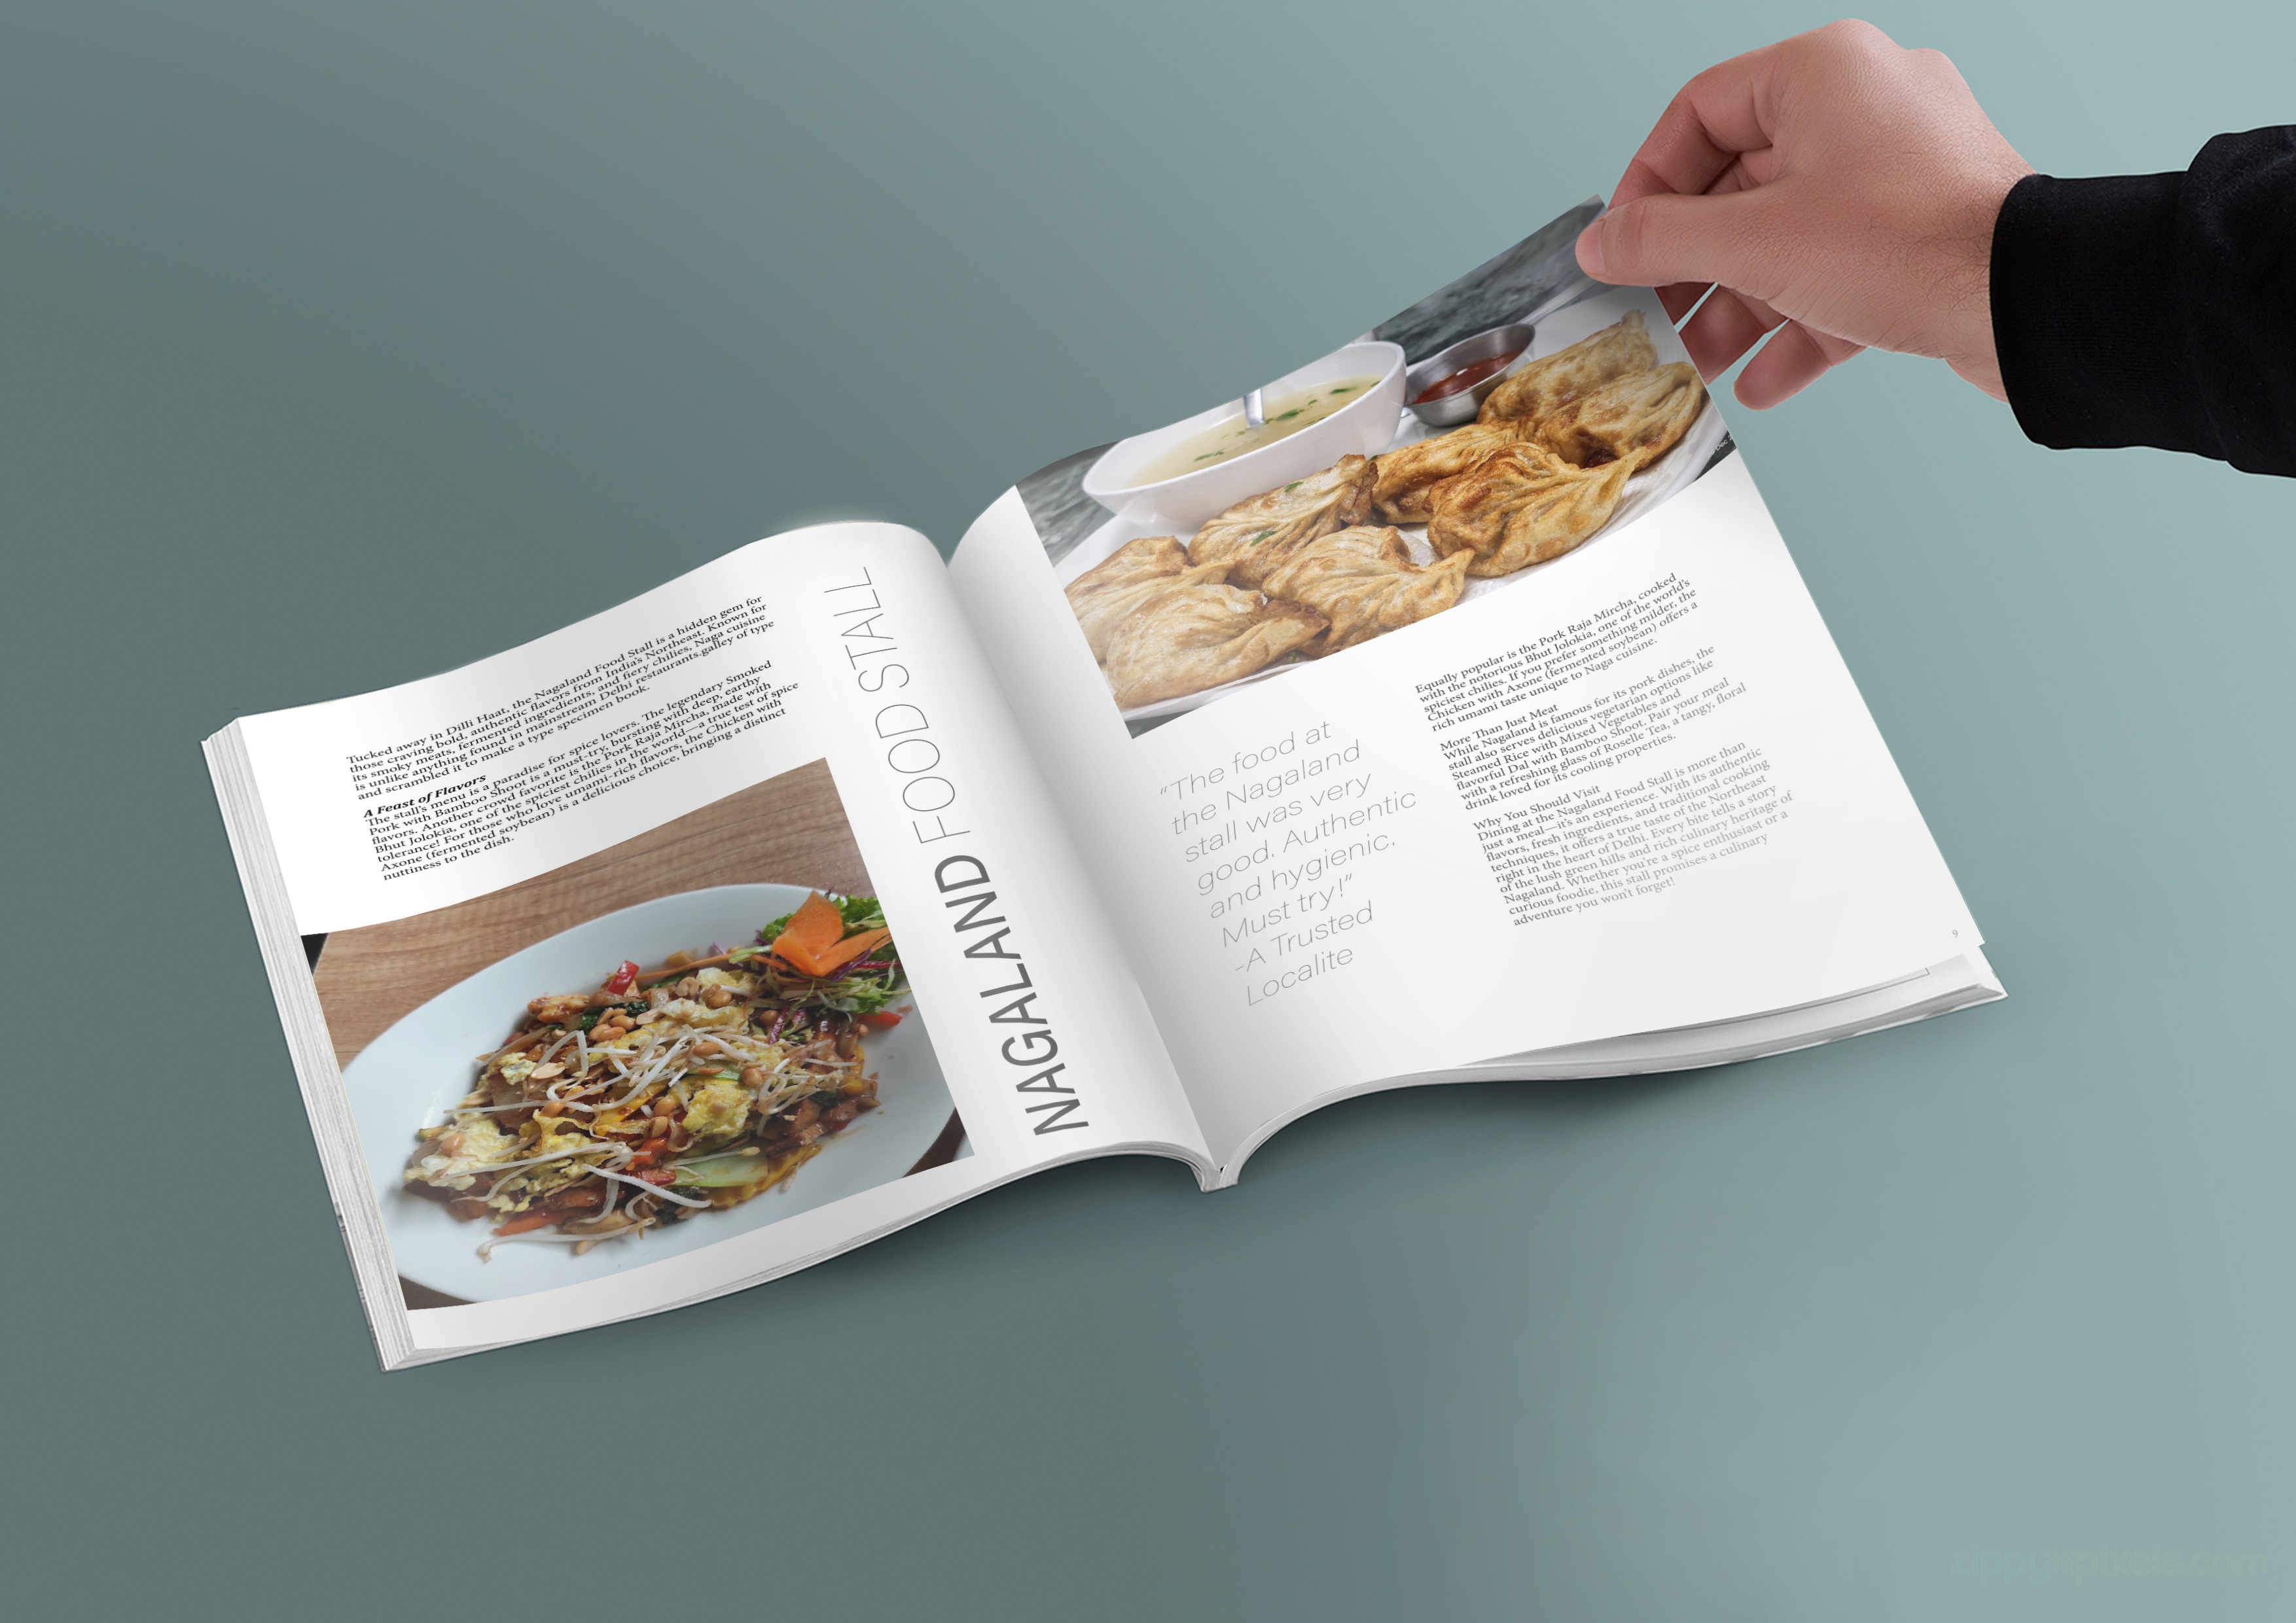 Tucked away in Dilli Haat, the Nagaland Food Stall is a hidden gem for
those craving bold, authentic flavors from India's Northeast. Known for
its smoky meats, fermented ingredients, and fiery chilies, Naga cuisine
is unlike anything found in mainstream Delhi restaurants.galley of type
and scrambled it to make a type specimen book.
A Feast of Flavors
The stall's menu is a paradise for spice lovers. The legendary Smoked
Pork with Bamboo Shoot is a must-try, bursting with deep, earthy
flavors. Another crowd favorite is the Pork Raja Mircha, made with
Bhut Jolokia, one of the spiciest chilies in the world—a true test of spice
tolerance! For those who love umami-rich flavors, the Chicken with
Axone (fermented soybean) is a delicious choice, bringing a distinct
nuttiness to the dish.
NAGALAND FOOD STALL
"The food at
the Nagaland
stall was very
good. Authentic
and hygienic.
Must try!"
-A Trusted
Localite
Equally popular is the Pork Raja Mircha, cooked
with the notorious Bhut Jolokia, one of the world's
spiciest chilies. If you prefer something milder, the
Chicken with Axone (fermented soybean) offers a
rich umami taste unique to Naga cuisine.
More Than Just Meat
While Nagaland is famous for its pork dishes, the
stall also serves delicious vegetarian options like
Steamed Rice with Mixed Vegetables and
flavorful Dal with Bamboo Shoot. Pair your meal
with a refreshing glass of Roselle Tea, a tangy, floral
drink loved for its cooling properties.
Why You Should Visit
Dining at the Nagaland Food Stall is more than
just a meal—it's an experience. With its authentic
flavors, fresh ingredients, and traditional cooking
techniques, it offers a true taste of the Northeast
right in the heart of Delhi. Every bite tells a story
of the lush green hills and rich culinary heritage of
Nagaland. Whether you're a spice enthusiast or a
curious foodie, this stall promises a culinary
adventure you won't forget!
9
zippypixels.com